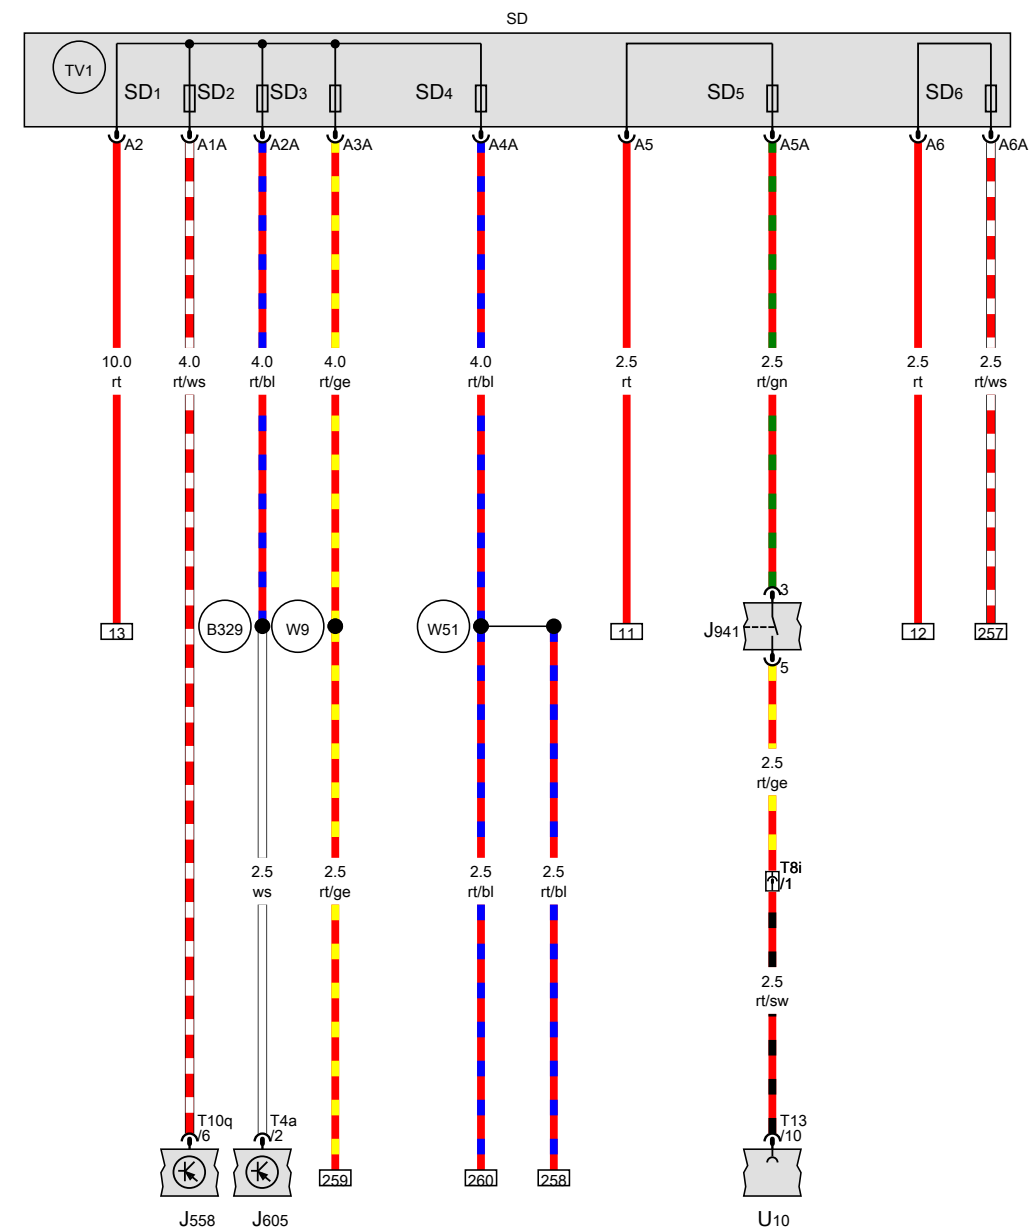 SD
TV1
SD1 SD2 SD3 SD4 SD5 SD6
A2 A1A A2A A3A A4A A5 A5A A6 A6A
10.0 4.0 4.0 4.0 4.0 2.5 2.5 2.5 2.5
rt rt/ws rt/bl rt/ge rt/bl rt rt/gn rt rt/ws
3
13 B329 W9 W51 11 J941 12 257
5
2.5
rt/ge
2.5 2.5 2.5 2.5 T8i
ws rt/ge rt/bl rt/bl /1
2.5
rt/sw
T10q T4a T13
/6 /2 /10
259 260 258
J558 J605 U10